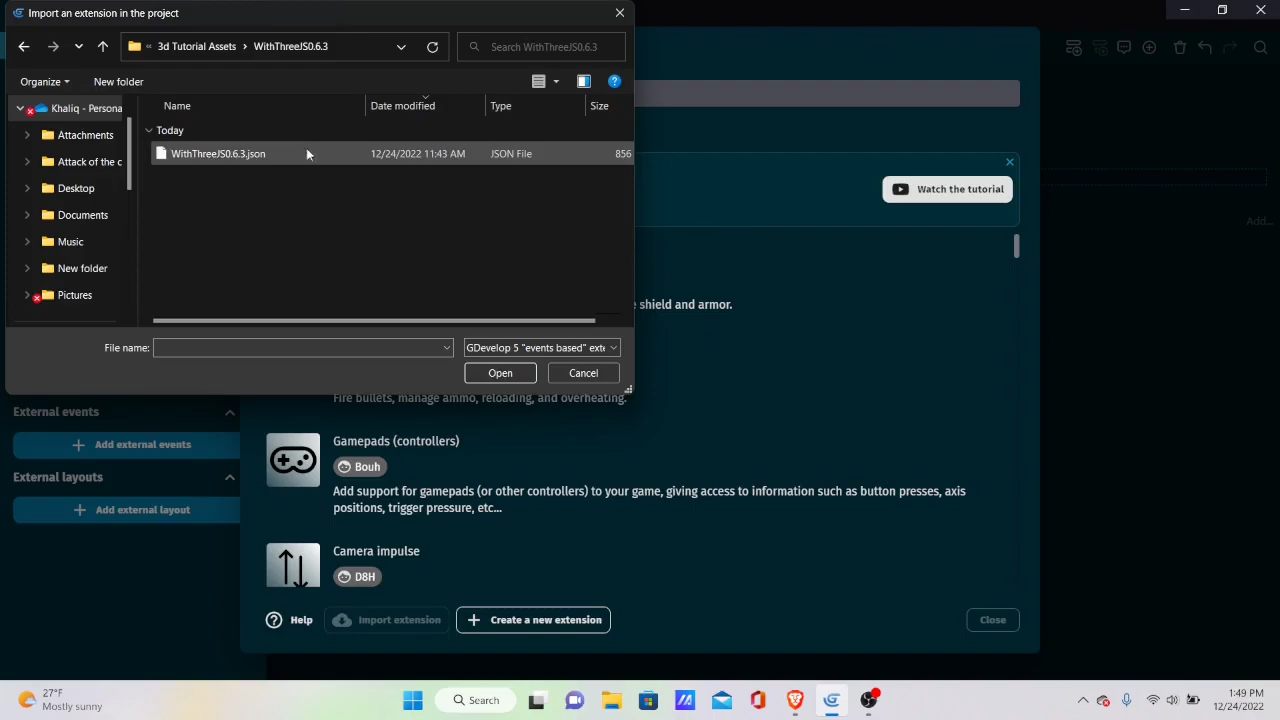 Import an extension in the project
« 3d Tutorial Assets > WithThreeJS0.6.3
Search WithThreeJS0.6.3
Organize
New folder
Name
Date modified
Type
Size
Khaliq - Persona
Attachments
Attack of the c
Desktop
Documents
Music
New folder
Pictures
Today
WithThreeJS0.6.3.json
12/24/2022 11:43 AM
JSON File
856
File name:
GDevelop 5 "events based" exte
Open
Cancel
Watch the tutorial
Add...
shield and armor.
Fire bullets, manage ammo, reloading, and overheating.
External events
Add external events
External layouts
Add external layout
Gamepads (controllers)
Bouh
Add support for gamepads (or other controllers) to your game, giving access to information such as button presses, axis
positions, trigger pressure, etc...
Camera impulse
D8H
Help
Import extension
Create a new extension
Close
27°F
Mostly sunny
Search
1:49 PM
12/24/2022